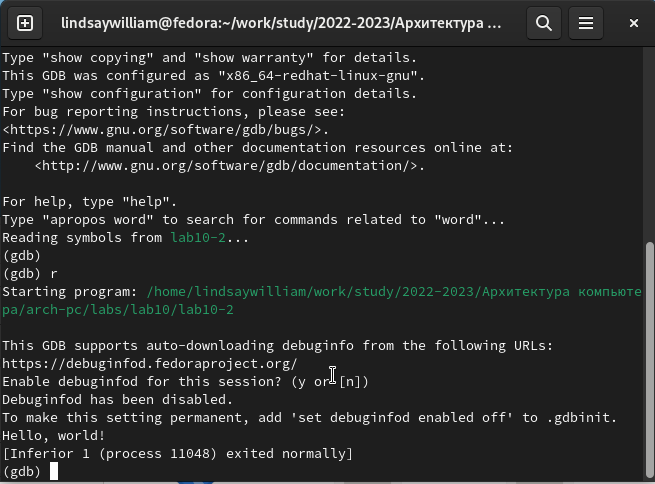 lindsaywilliam@fedora:~/work/study/2022-2023/Архитектура ...
Type "show copying" and "show warranty" for details.
This GDB was configured as "x86_64-redhat-linux-gnu".
Type "show configuration" for configuration details.
For bug reporting instructions, please see:
<https://www.gnu.org/software/gdb/bugs/>.
Find the GDB manual and other documentation resources online at:
    <http://www.gnu.org/software/gdb/documentation/>.
For help, type "help".
Type "apropos word" to search for commands related to "word"...
Reading symbols from lab10-2...
(gdb)
(gdb) r
Starting program: /home/lindsaywilliam/work/study/2022-2023/Архитектура компьюте
ра/arch-pc/labs/lab10/lab10-2
This GDB supports auto-downloading debuginfo from the following URLs:
https://debuginfod.fedoraproject.org/
Enable debuginfod for this session? (y or [n])
Debuginfod has been disabled.
To make this setting permanent, add 'set debuginfod enabled off' to .gdbinit.
Hello, world!
[Inferior 1 (process 11048) exited normally]
(gdb)